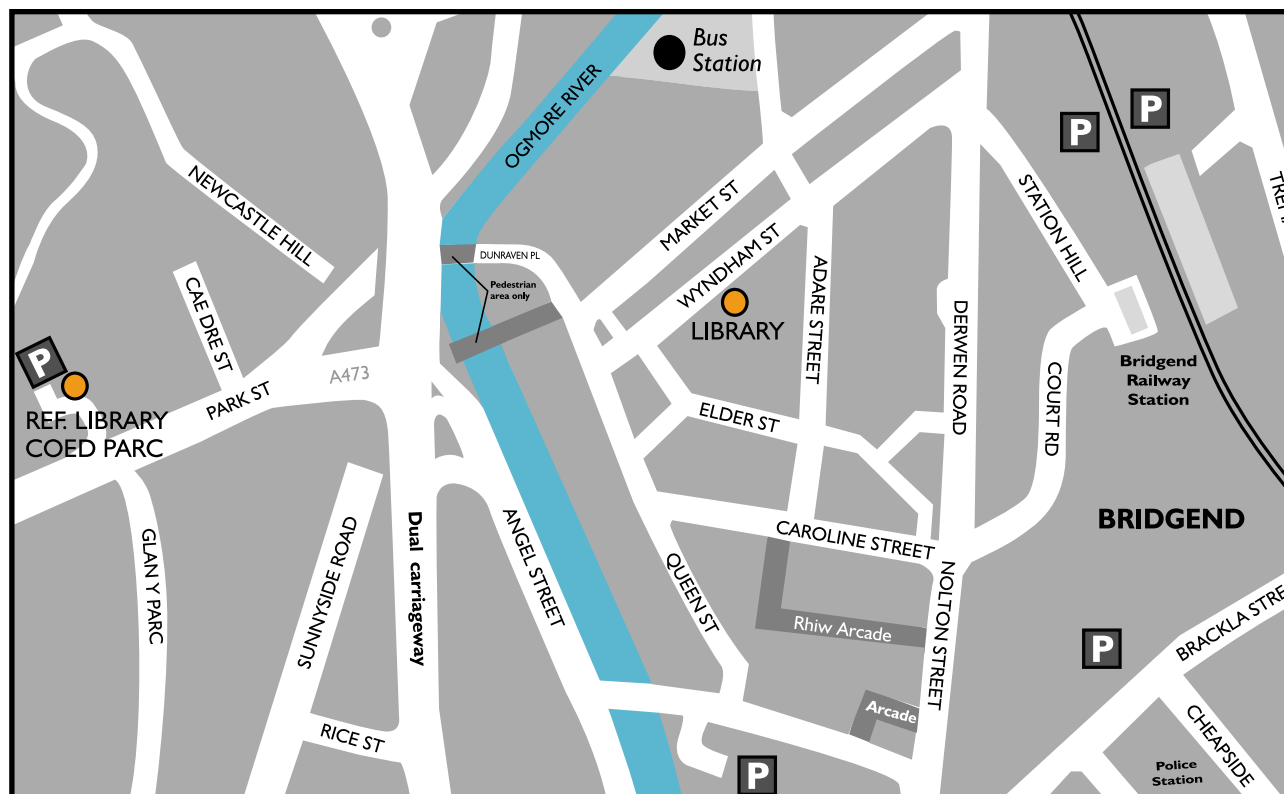 Bus
Station
OGMORE RIVER
P
P
NEWCASTLE HILL
MARKET ST
STATION HILL
DUNRAVEN PL
WYNDHAM ST
Pedestrian
area only
CAE DRE ST
ADARE STREET
DERWEN ROAD
LIBRARY
P
A473
PARK ST
COURT RD
Bridgend
Railway
Station
REF. LIBRARY
COED PARC
ELDER ST
CAROLINE STREET
BRIDGEND
GLAN Y PARC
SUNNYSIDE ROAD
Dual carriageway
ANGEL STREET
QUEEN ST
NOLTON STREET
Rhiw Arcade
P
BRACKLA STRE
Arcade
RICE ST
CHEAPSIDE
P
Police
Station